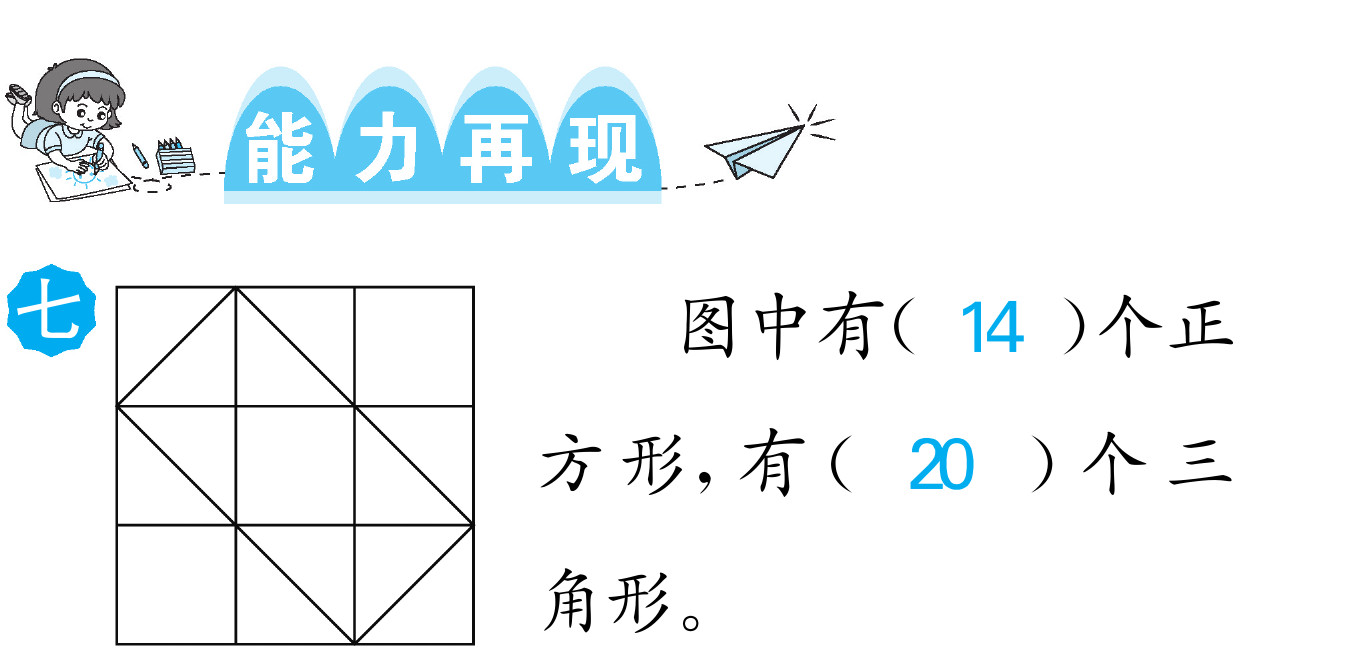 能力再现
七
图中有( 14 )个正
方形,有( 20 )个三
角形。